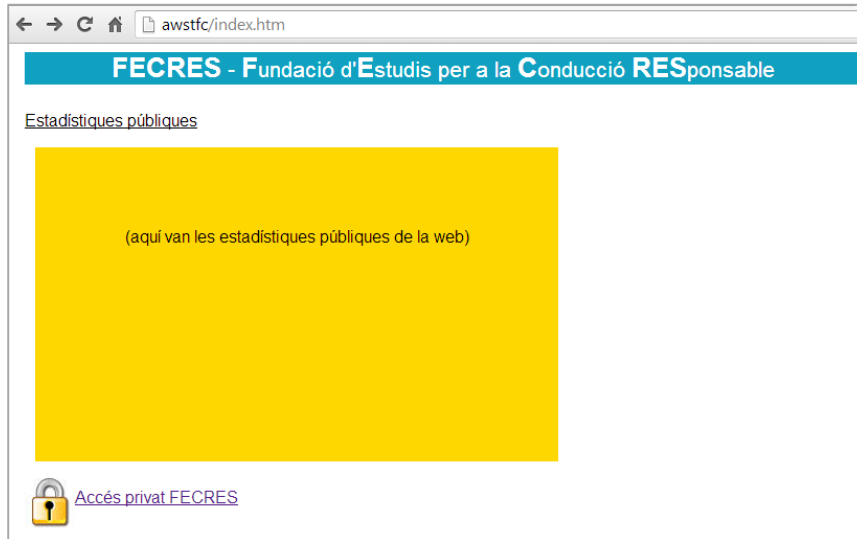 awstfc/index.htm
FECRES - Fundació d'Estudis per a la Conducció RESponsable
Estadístiques públiques
(aquí van les estadístiques públiques de la web)
Accés privat FECRES